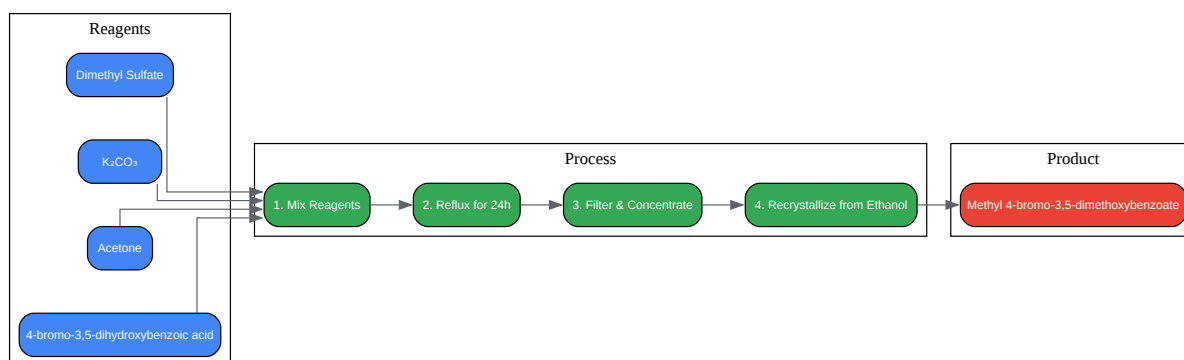 Reagents
Dimethyl Sulfate
K₂CO₃
Acetone
4-bromo-3,5-dihydroxybenzoic acid
Process
1. Mix Reagents
2. Reflux for 24h
3. Filter & Concentrate
4. Recrystallize from Ethanol
Product
Methyl 4-bromo-3,5-dimethoxybenzoate